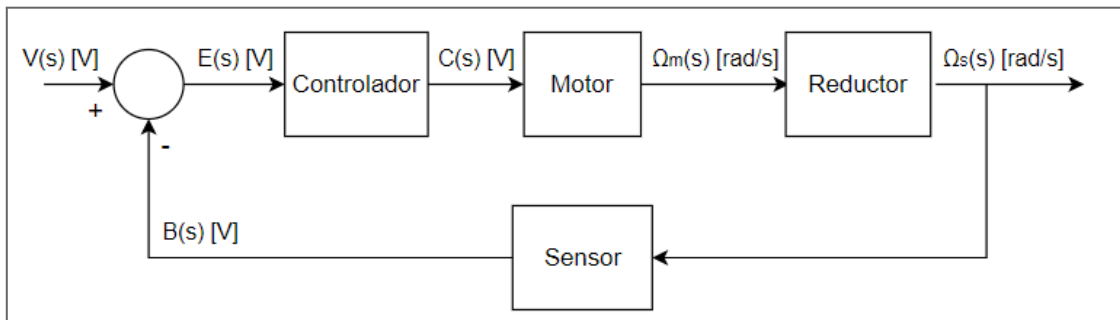 V(s) [V]
+
-
E(s) [V]
Controlador
C(s) [V]
Motor
Ωm(s) [rad/s]
Reductor
Ωs(s) [rad/s]
B(s) [V]
Sensor